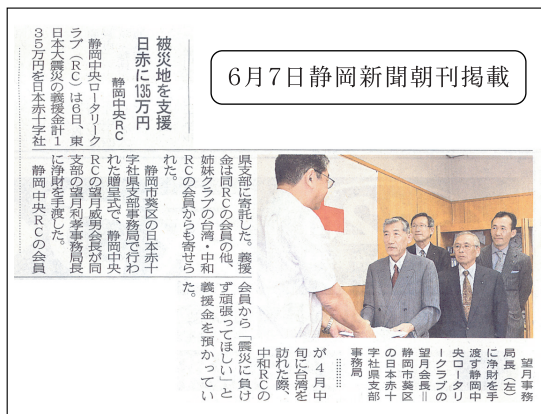 6月7日静岡新聞朝刊掲載
被災地を支援
日赤に135万円
静岡中央RC
静岡中央ロータリーク
ラブ（RC）は6日、東
日本大震災の義援金計1
35万円を日本赤十字社
県支部に寄託した。義援
金は同RCの会員の他、
姉妹クラブの台湾・中和
RCの会員からも寄せら
れた。
静岡市葵区の日本赤十
字社県支部事務局で行わ
れた贈呈式で、静岡中央
RCの望月威男会長が同
支部の望月利孝事務局長
に浄財を手渡した。
静岡中央RCの会員
が4月中
旬に台湾を
訪れた際、
中和RCの
会員から「震災に負け
ず頑張ってほしい」と
義援金を預かってい
た。
望月事務
局長（左）
に浄財を手
渡す静岡中
央ロータリ
ークラブの
望月会長＝
静岡市葵区
の日本赤十
字社県支部
事務局